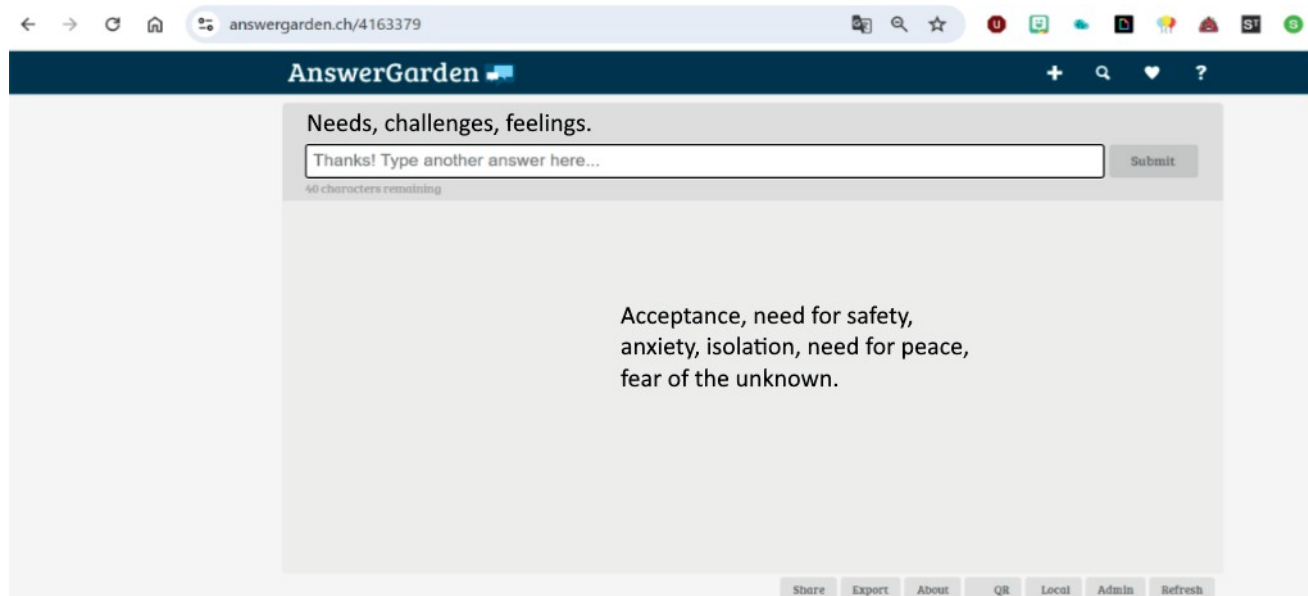 answergarden.ch/4163379
AnswerGarden
Needs, challenges, feelings.
Thanks! Type another answer here...
Submit
40 characters remaining
Acceptance, need for safety,
anxiety, isolation, need for peace,
fear of the unknown.
Share Export About QR Local Admin Refresh